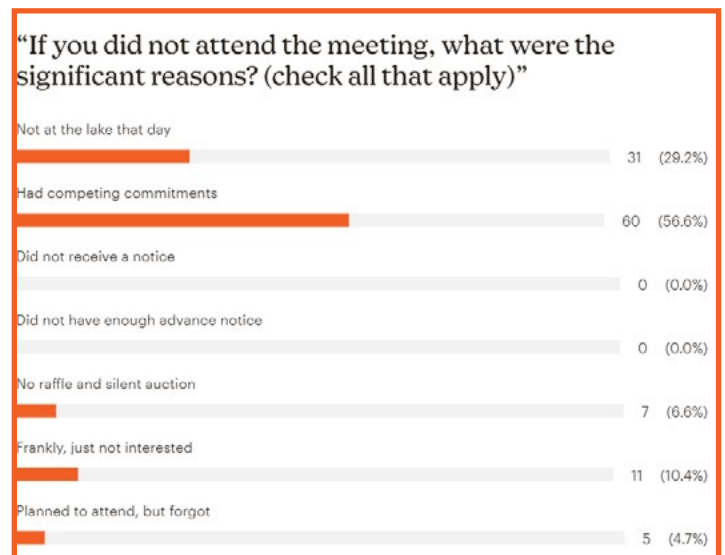 “If you did not attend the meeting, what were the
significant reasons? (check all that apply)”
Not at the lake that day
31 (29.2%)
Had competing commitments
60 (56.6%)
Did not receive a notice
0 (0.0%)
Did not have enough advance notice
0 (0.0%)
No raffle and silent auction
7 (6.6%)
Frankly, just not interested
11 (10.4%)
Planned to attend, but forgot
5 (4.7%)